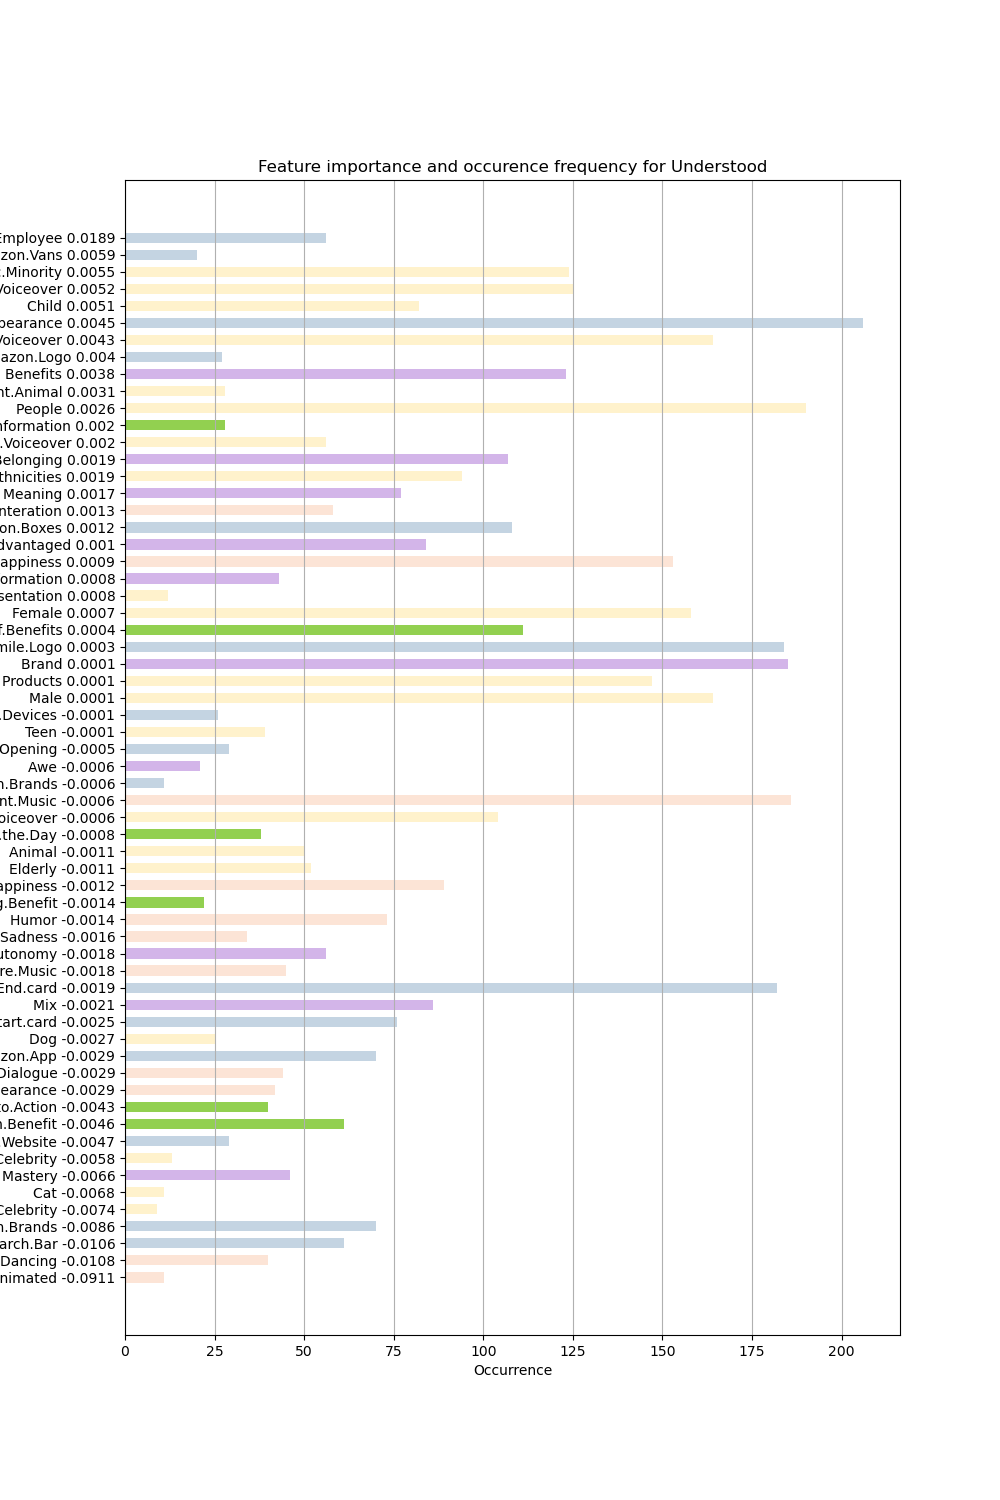 Feature importance and occurence frequency for Understood
Employee 0.0189
zon.Vans 0.0059
.Minority 0.0055
Voiceover 0.0052
Child 0.0051
pearance 0.0045
Voiceover 0.0043
azon.Logo 0.004
Benefits 0.0038
nt.Animal 0.0031
People 0.0026
nformation 0.002
.Voiceover 0.002
Belonging 0.0019
thnicities 0.0019
Meaning 0.0017
nteration 0.0013
on.Boxes 0.0012
dvantaged 0.001
appiness 0.0009
ormation 0.0008
sentation 0.0008
Female 0.0007
f.Benefits 0.0004
mile.Logo 0.0003
Brand 0.0001
Products 0.0001
Male 0.0001
.Devices -0.0001
Teen -0.0001
Opening -0.0005
Awe -0.0006
n.Brands -0.0006
nt.Music -0.0006
oiceover -0.0006
.the.Day -0.0008
Animal -0.0011
Elderly -0.0011
appiness -0.0012
g.Benefit -0.0014
Humor -0.0014
Sadness -0.0016
utonomy -0.0018
re.Music -0.0018
End.card -0.0019
Mix -0.0021
tart.card -0.0025
Dog -0.0027
zon.App -0.0029
Dialogue -0.0029
earance -0.0029
to.Action -0.0043
n.Benefit -0.0046
.Website -0.0047
Celebrity -0.0058
Mastery -0.0066
Cat -0.0068
Celebrity -0.0074
n.Brands -0.0086
arch.Bar -0.0106
Dancing -0.0108
nimated -0.0911
0 25 50 75 100 125 150 175 200
Occurrence